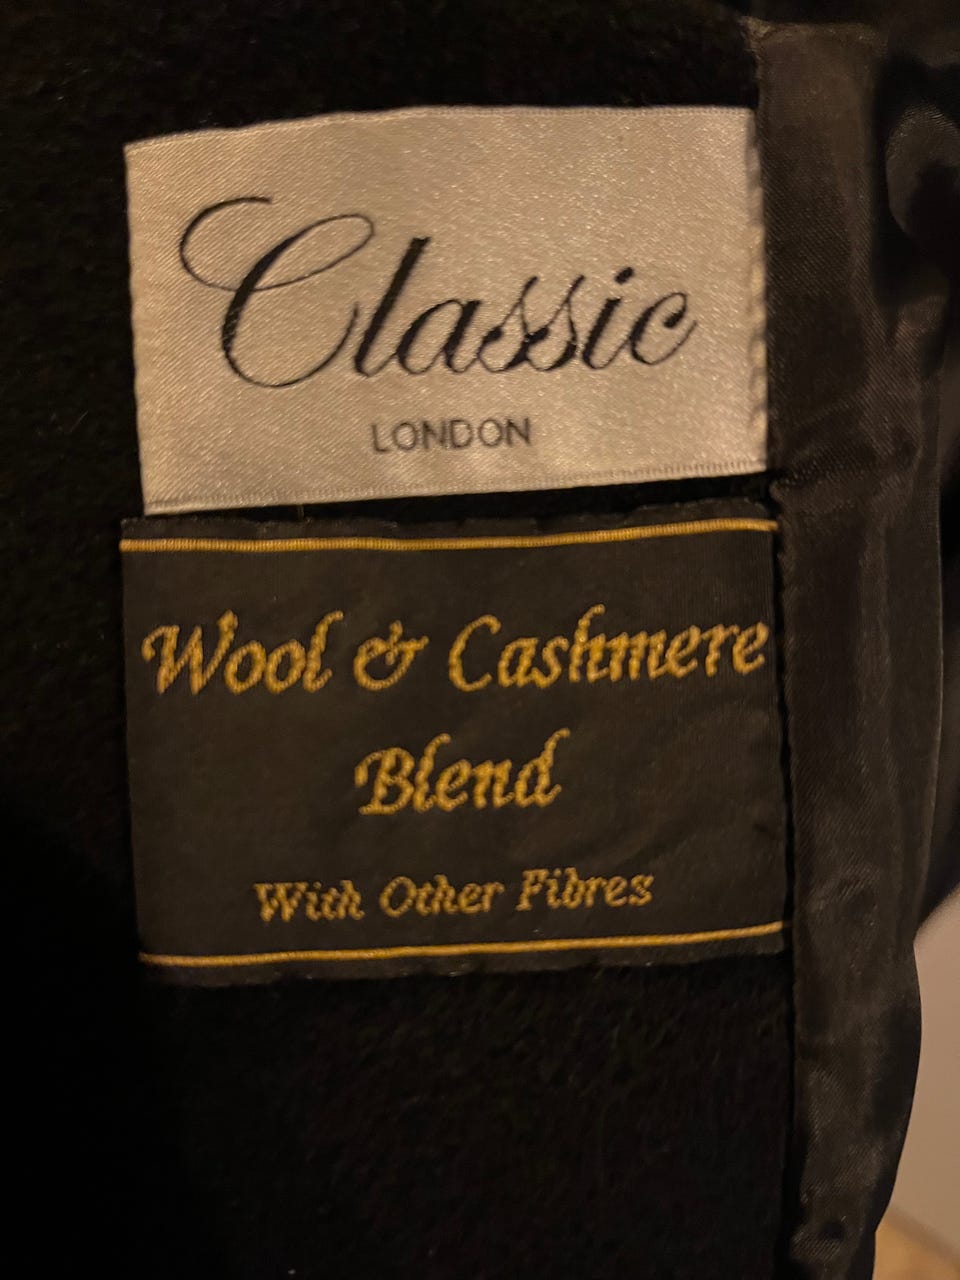 Classic
LONDON
Wool & Cashmere
Blend
With Other Fibres